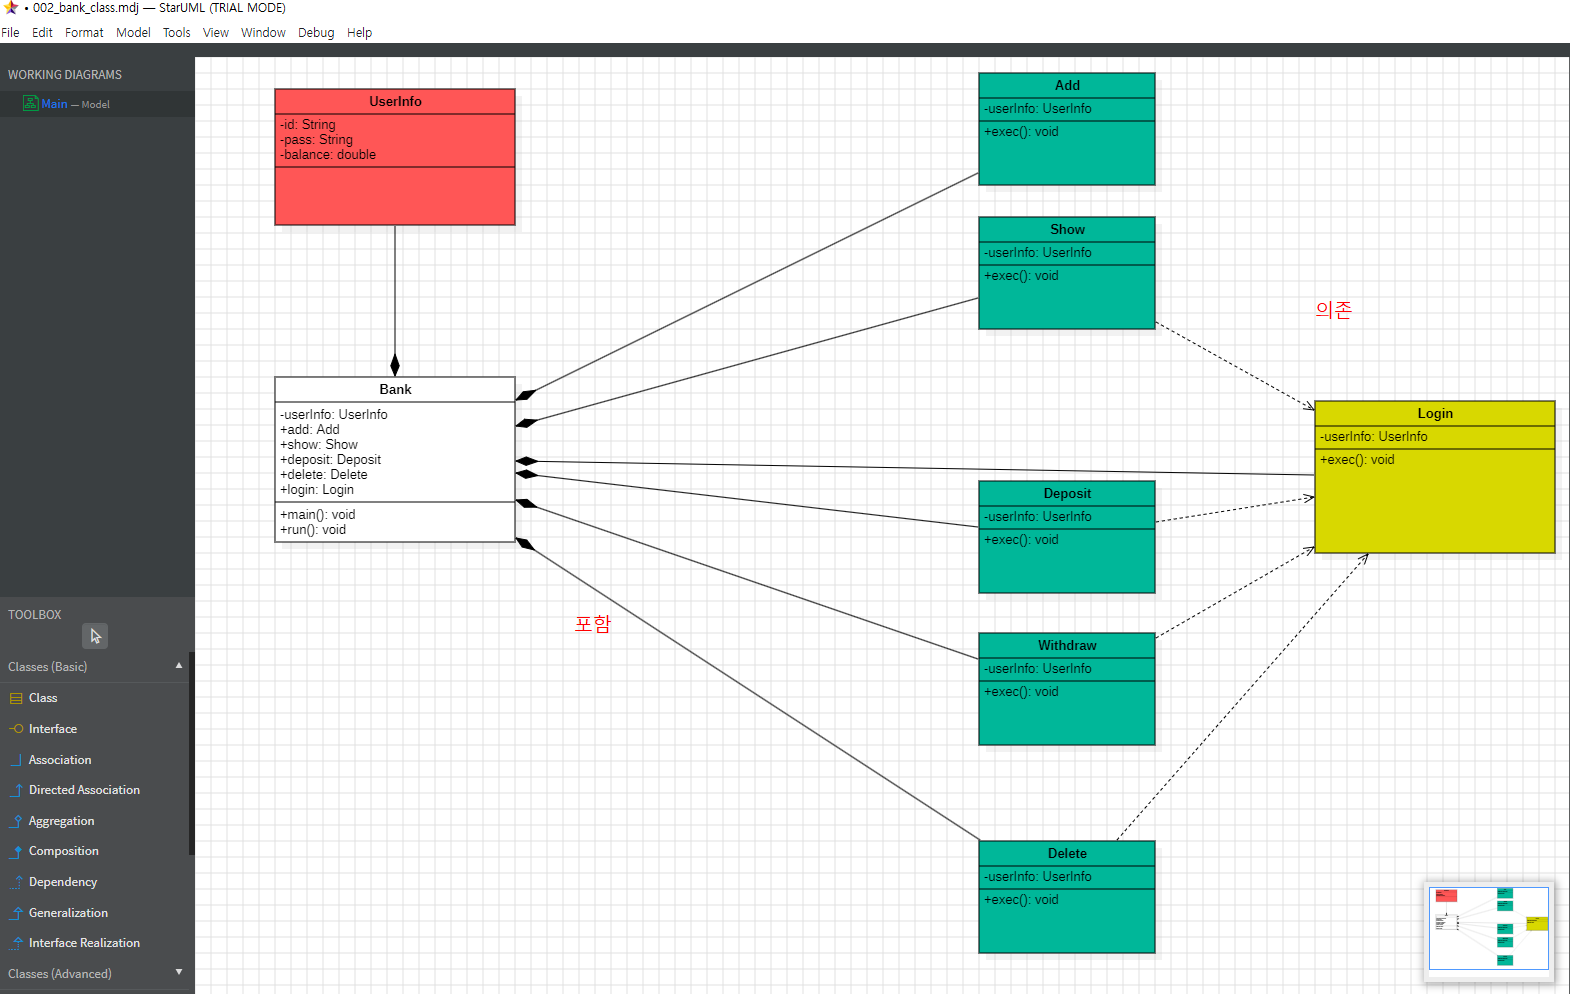 • 002_bank_class.mdj — StarUML (TRIAL MODE)
File Edit Format Model Tools View Window Debug Help
WORKING DIAGRAMS
Main — Model
TOOLBOX
Classes (Basic)
Class
Interface
Association
Directed Association
Aggregation
Composition
Dependency
Generalization
Interface Realization
Classes (Advanced)
UserInfo
-id: String
-pass: String
-balance: double
Bank
-userInfo: UserInfo
+add: Add
+show: Show
+deposit: Deposit
+delete: Delete
+login: Login
+main(): void
+run(): void
포함
Add
-userInfo: UserInfo
+exec(): void
Show
-userInfo: UserInfo
+exec(): void
의존
Login
-userInfo: UserInfo
+exec(): void
Deposit
-userInfo: UserInfo
+exec(): void
Withdraw
-userInfo: UserInfo
+exec(): void
Delete
-userInfo: UserInfo
+exec(): void